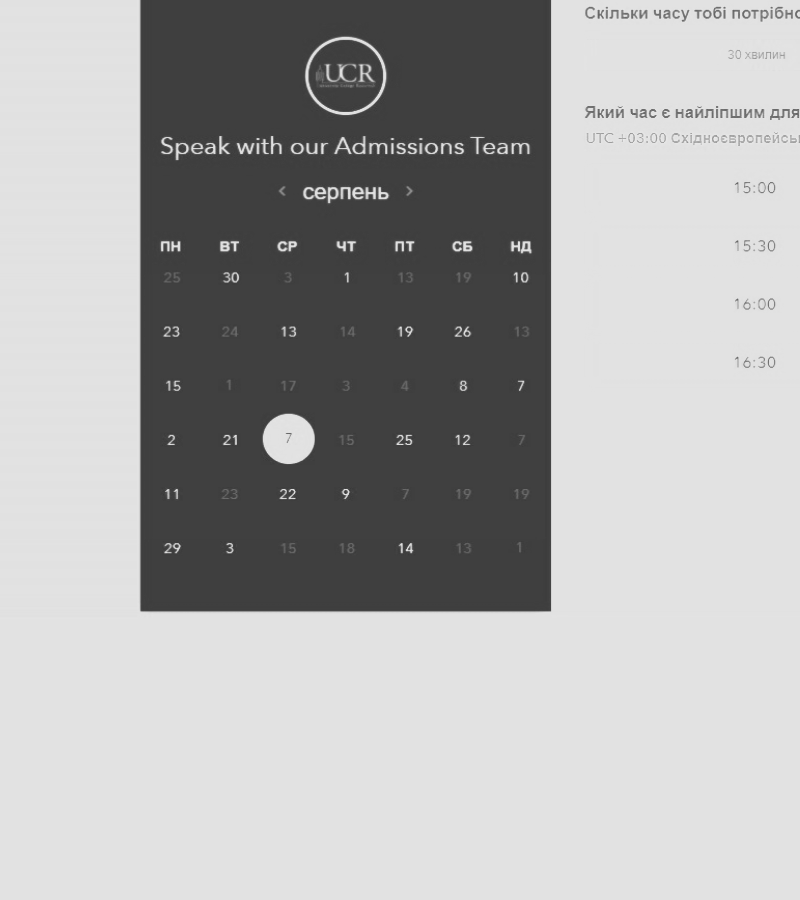 UCR
Speak with our Admissions Team
‹ серпень ›
ПН ВТ СР ЧТ ПТ СБ НД
25 30 3 1 13 19 10
23 24 13 14 19 26 13
15 1 17 3 4 8 7
2 21 7 15 25 12 7
11 23 22 9 7 19 19
29 3 15 18 14 13 1
Скільки часу тобі потрібно
30 хвилин
Який час є найліпшим для
UTC +03:00 Східноєвропейсь
15:00
15:30
16:00
16:30